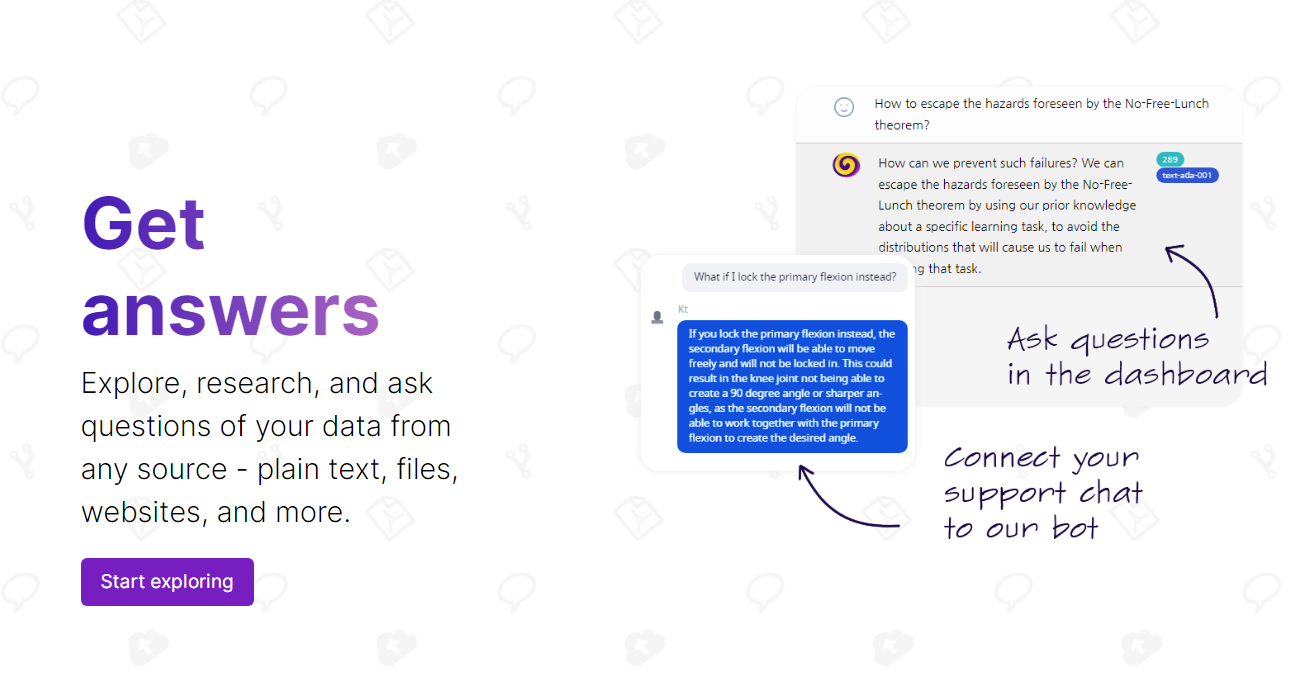 Get
answers
Explore, research, and ask
questions of your data from
any source - plain text, files,
websites, and more.
Start exploring
How to escape the hazards foreseen by the No-Free-Lunch
theorem?
How can we prevent such failures? We can
escape the hazards foreseen by the No-Free-
Lunch theorem by using our prior knowledge
about a specific learning task, to avoid the
distributions that will cause us to fail when
that task.
289
text-ada-001
What if I lock the primary flexion instead?
Kt
If you lock the primary flexion instead, the
secondary flexion will be able to move
freely and will not be locked in. This could
result in the knee joint not being able to
create a 90 degree angle or sharper an-
gles, as the secondary flexion will not be
able to work together with the primary
flexion to create the desired angle.
Ask questions
in the dashboard
Connect your
support chat
to our bot